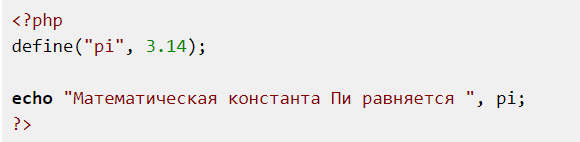 <?php
define("pi", 3.14);
echo "Математическая константа Пи равняется ", pi;
?>